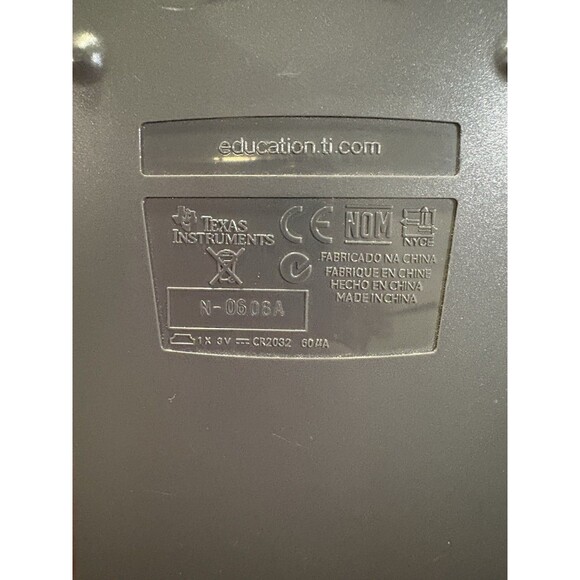 education.ti.com
TEXAS
INSTRUMENTS
CE
NOM
NYCE
FABRICADO NA CHINA
FABRIQUE EN CHINE
HECHO EN CHINA
MADE IN CHINA
N-0606A
1 X 3V CR2032 60µA